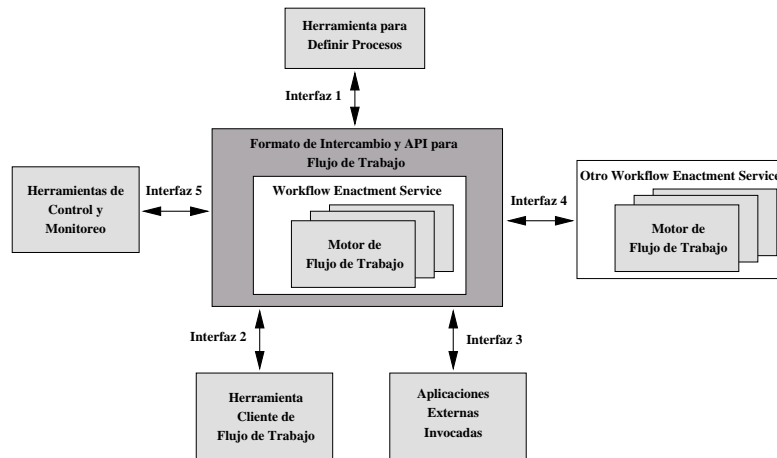 Herramienta para
Definir Procesos
Interfaz 1
Formato de Intercambio y API para
Flujo de Trabajo
Workflow Enactment Service
Motor de
Flujo de Trabajo
Herramientas de
Control y
Monitoreo
Interfaz 5
Interfaz 4
Otro Workflow Enactment Service
Motor de
Flujo de Trabajo
Interfaz 2
Interfaz 3
Herramienta
Cliente de
Flujo de Trabajo
Aplicaciones
Externas
Invocadas